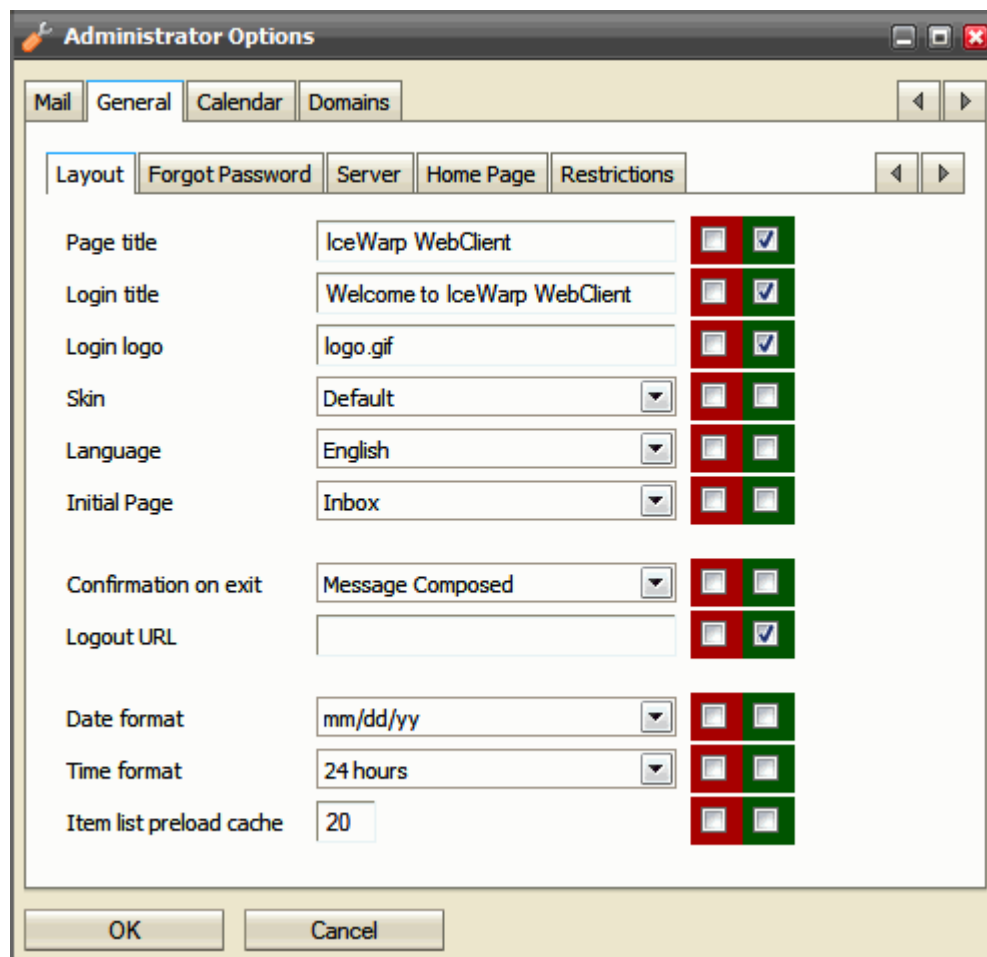 Administrator Options
Mail General Calendar Domains
Layout Forgot Password Server Home Page Restrictions
Page title IceWarp WebClient
Login title Welcome to IceWarp WebClient
Login logo logo.gif
Skin Default
Language English
Initial Page Inbox
Confirmation on exit Message Composed
Logout URL
Date format mm/dd/yy
Time format 24 hours
Item list preload cache 20
OK Cancel